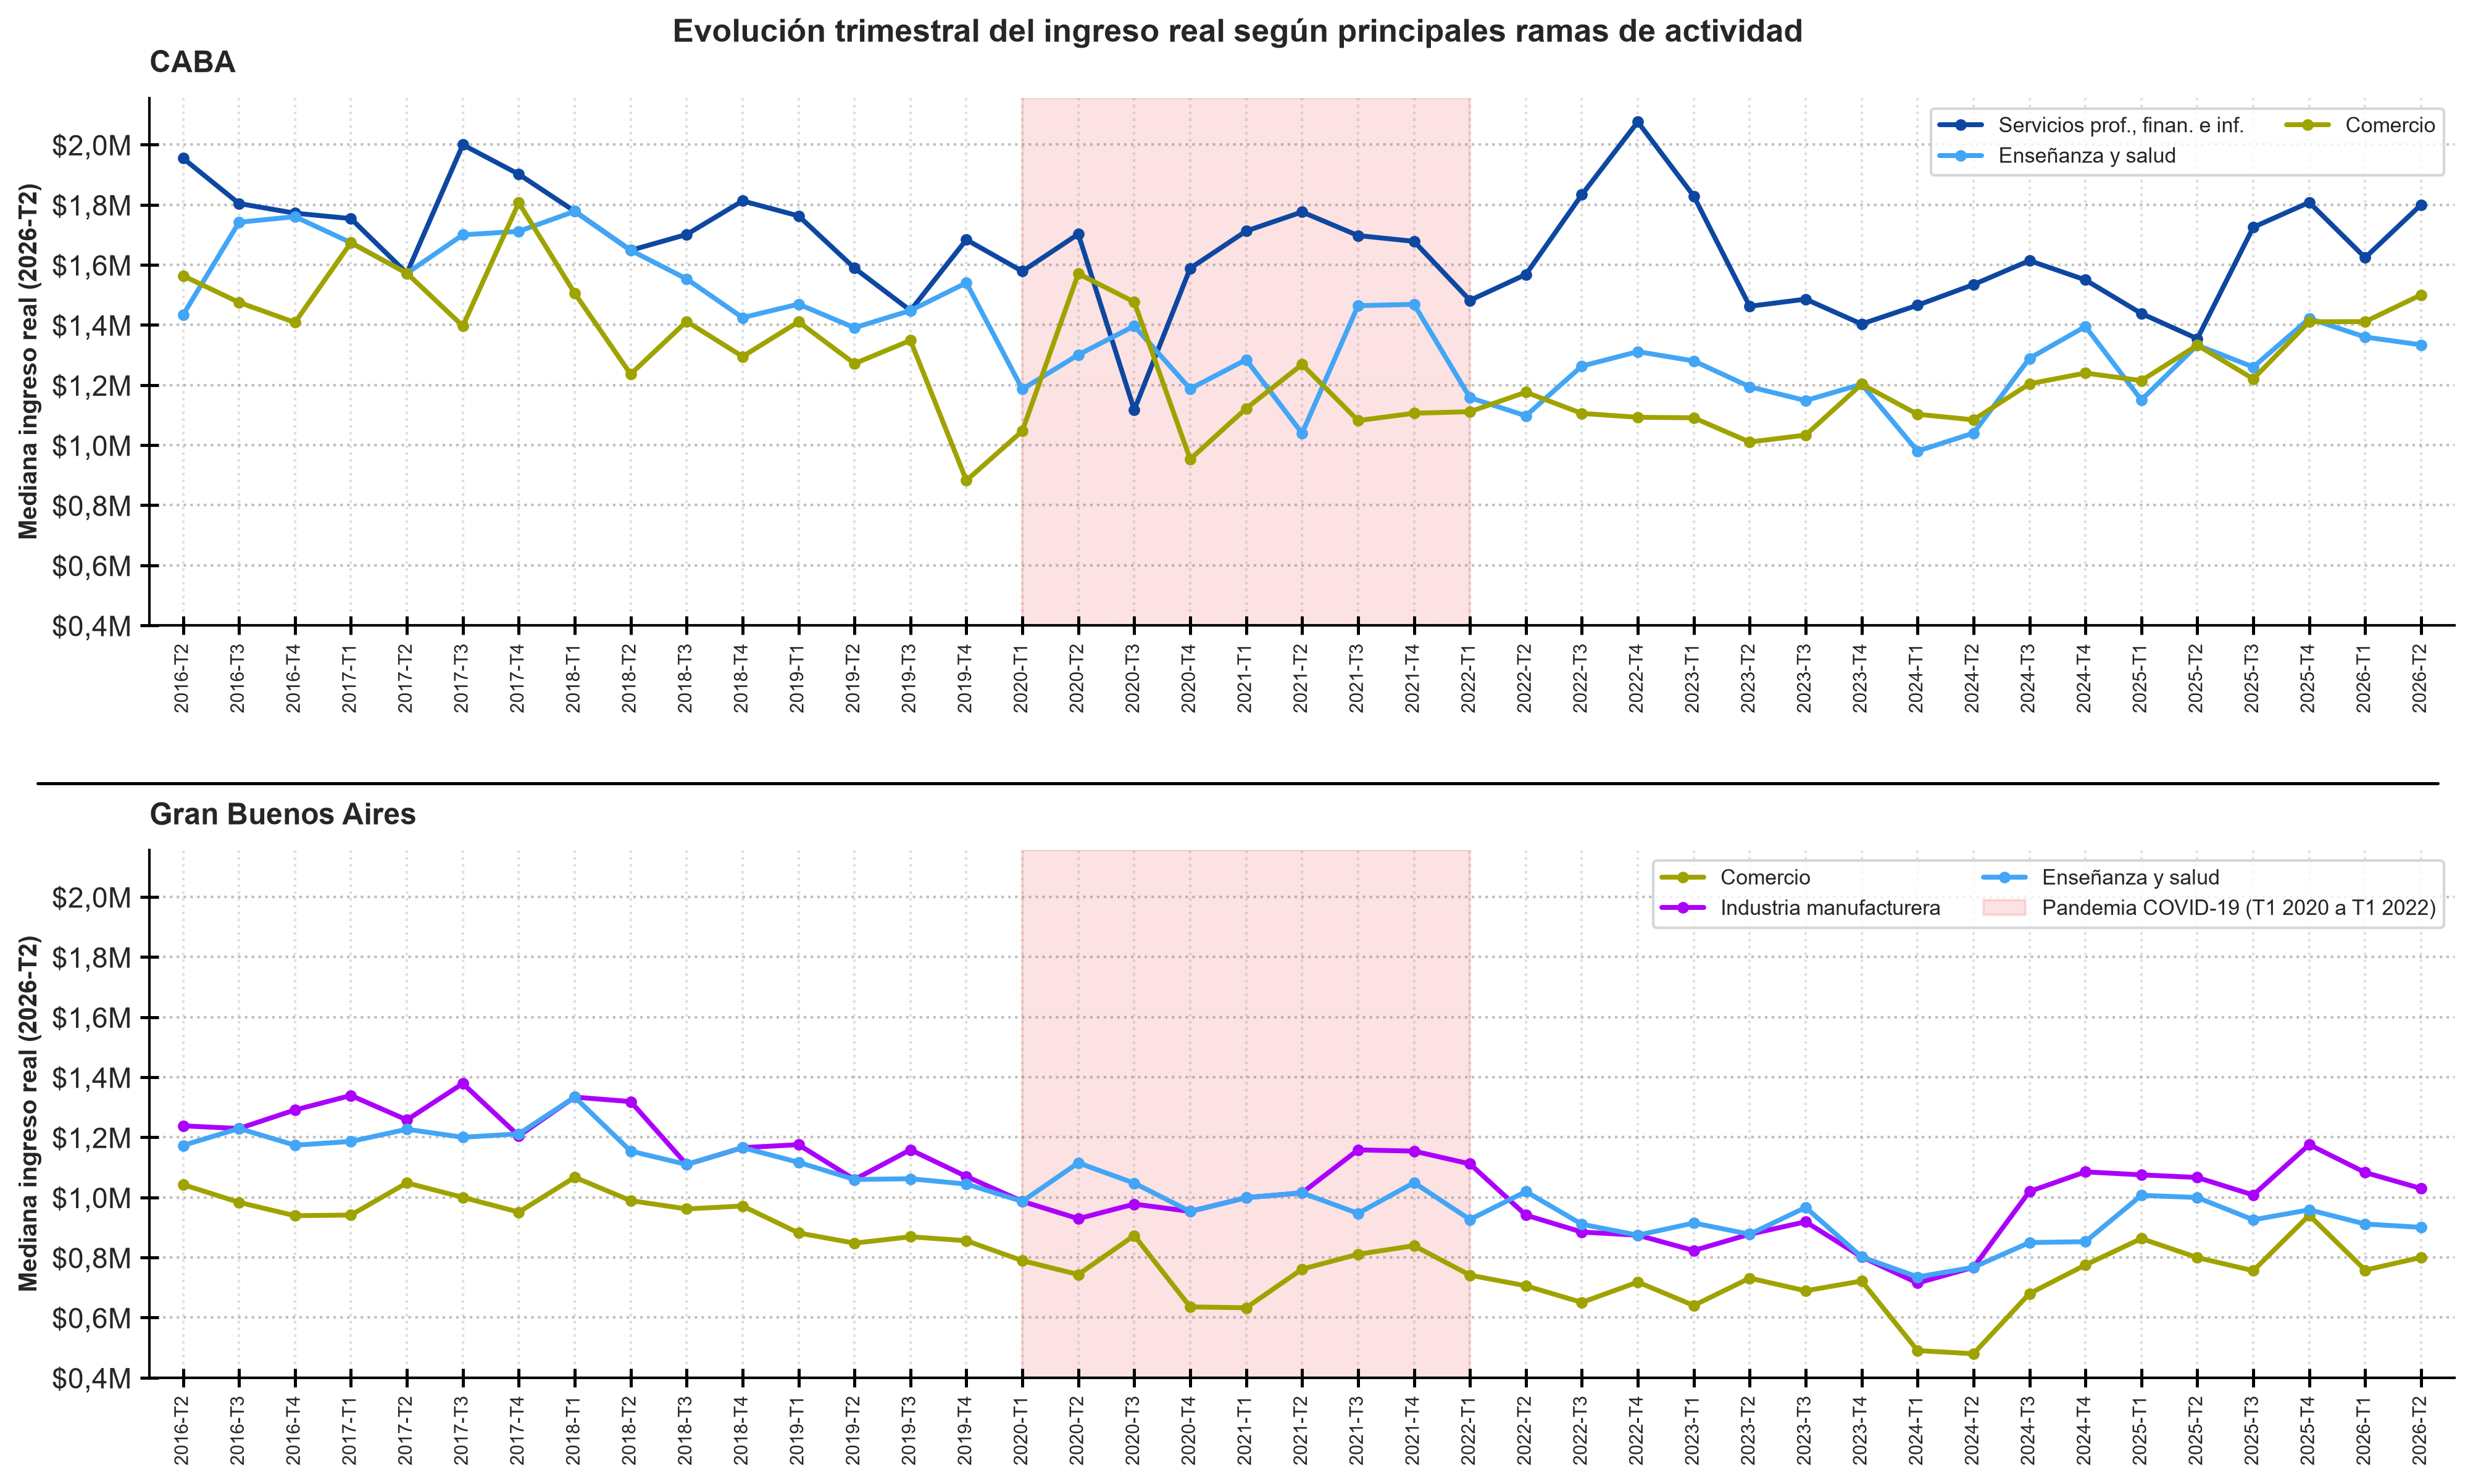 Evolución trimestral del ingreso real según principales ramas de actividad
CABA
Mediana ingreso real (2026-T2)
$2,0M
$1,8M
$1,6M
$1,4M
$1,2M
$1,0M
$0,8M
$0,6M
$0,4M
Servicios prof., finan. e inf.
Enseñanza y salud
Comercio
2016-T2
2016-T3
2016-T4
2017-T1
2017-T2
2017-T3
2017-T4
2018-T1
2018-T2
2018-T3
2018-T4
2019-T1
2019-T2
2019-T3
2019-T4
2020-T1
2020-T2
2020-T3
2020-T4
2021-T1
2021-T2
2021-T3
2021-T4
2022-T1
2022-T2
2022-T3
2022-T4
2023-T1
2023-T2
2023-T3
2023-T4
2024-T1
2024-T2
2024-T3
2024-T4
2025-T1
2025-T2
2025-T3
2025-T4
2026-T1
2026-T2
Gran Buenos Aires
Mediana ingreso real (2026-T2)
$2,0M
$1,8M
$1,6M
$1,4M
$1,2M
$1,0M
$0,8M
$0,6M
$0,4M
Comercio
Industria manufacturera
Enseñanza y salud
Pandemia COVID-19 (T1 2020 a T1 2022)
2016-T2
2016-T3
2016-T4
2017-T1
2017-T2
2017-T3
2017-T4
2018-T1
2018-T2
2018-T3
2018-T4
2019-T1
2019-T2
2019-T3
2019-T4
2020-T1
2020-T2
2020-T3
2020-T4
2021-T1
2021-T2
2021-T3
2021-T4
2022-T1
2022-T2
2022-T3
2022-T4
2023-T1
2023-T2
2023-T3
2023-T4
2024-T1
2024-T2
2024-T3
2024-T4
2025-T1
2025-T2
2025-T3
2025-T4
2026-T1
2026-T2